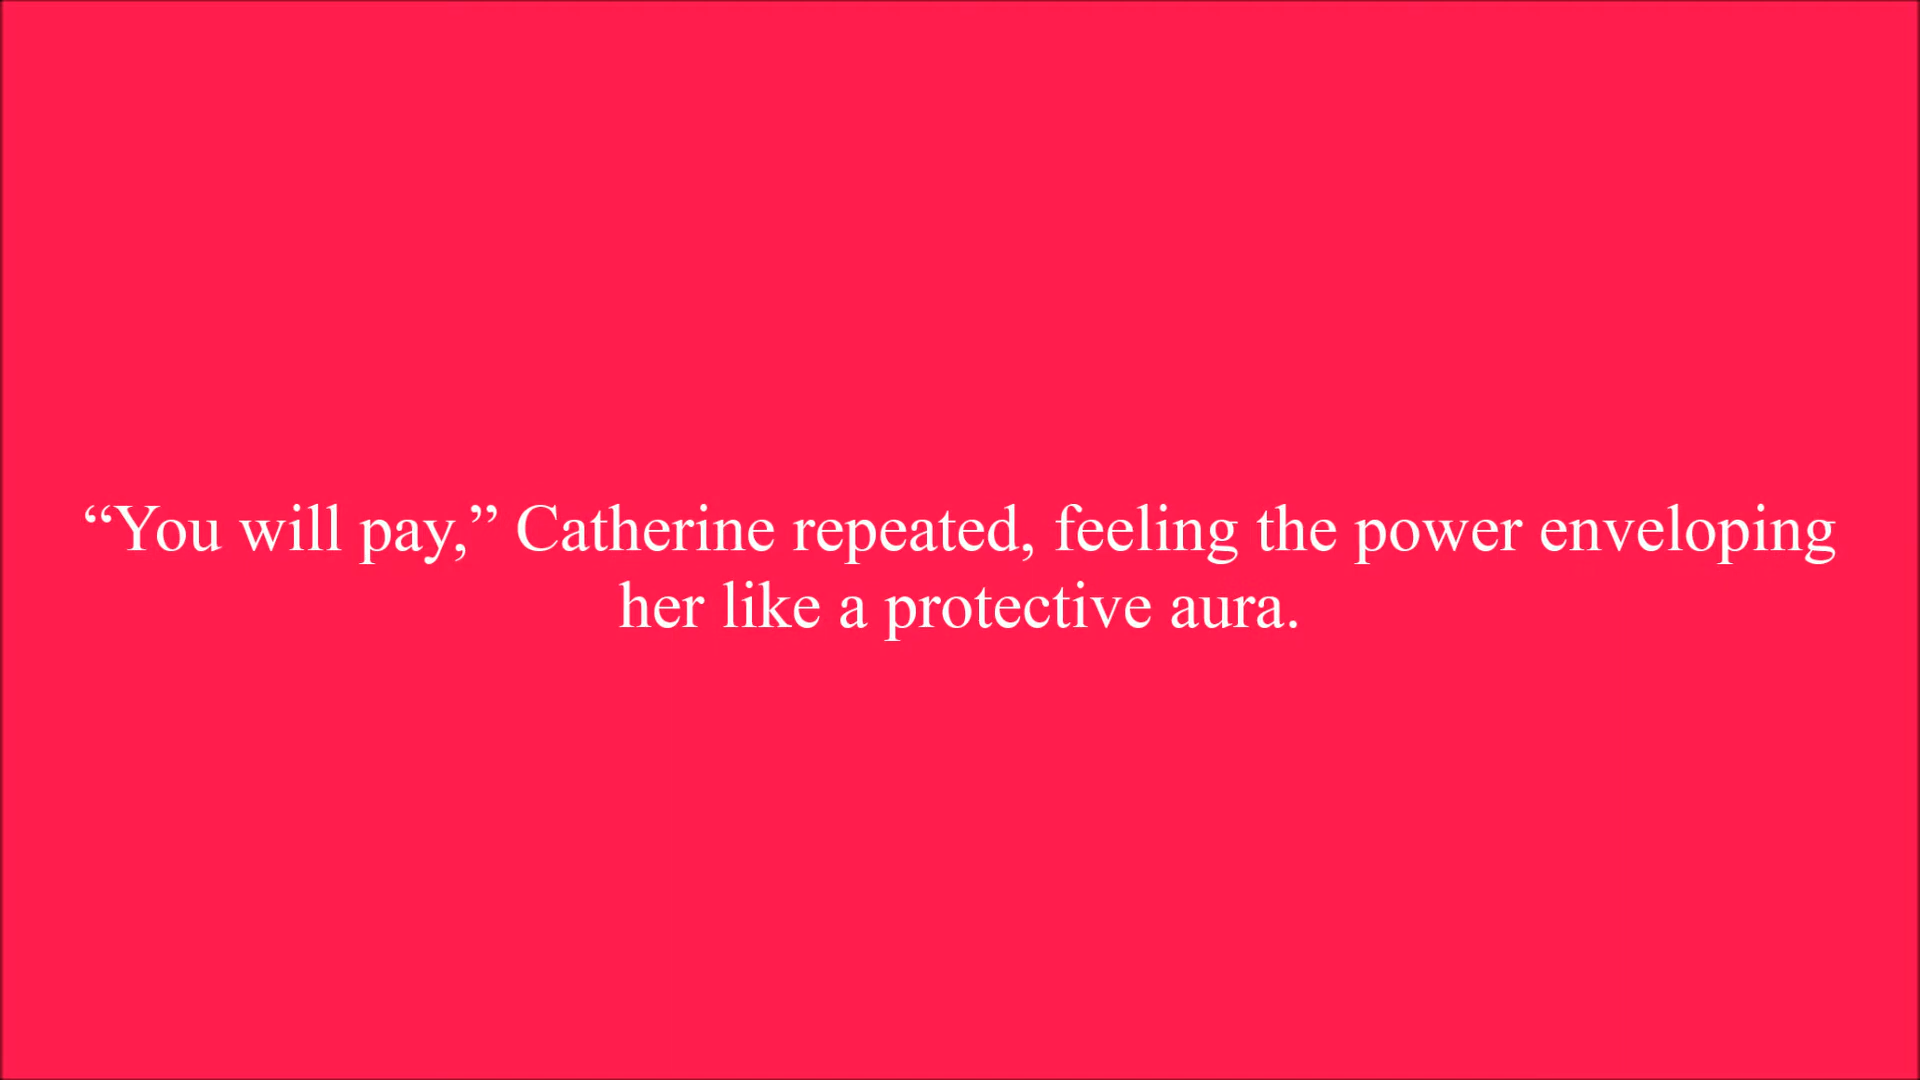 “You will pay,” Catherine repeated, feeling the power enveloping
her like a protective aura.